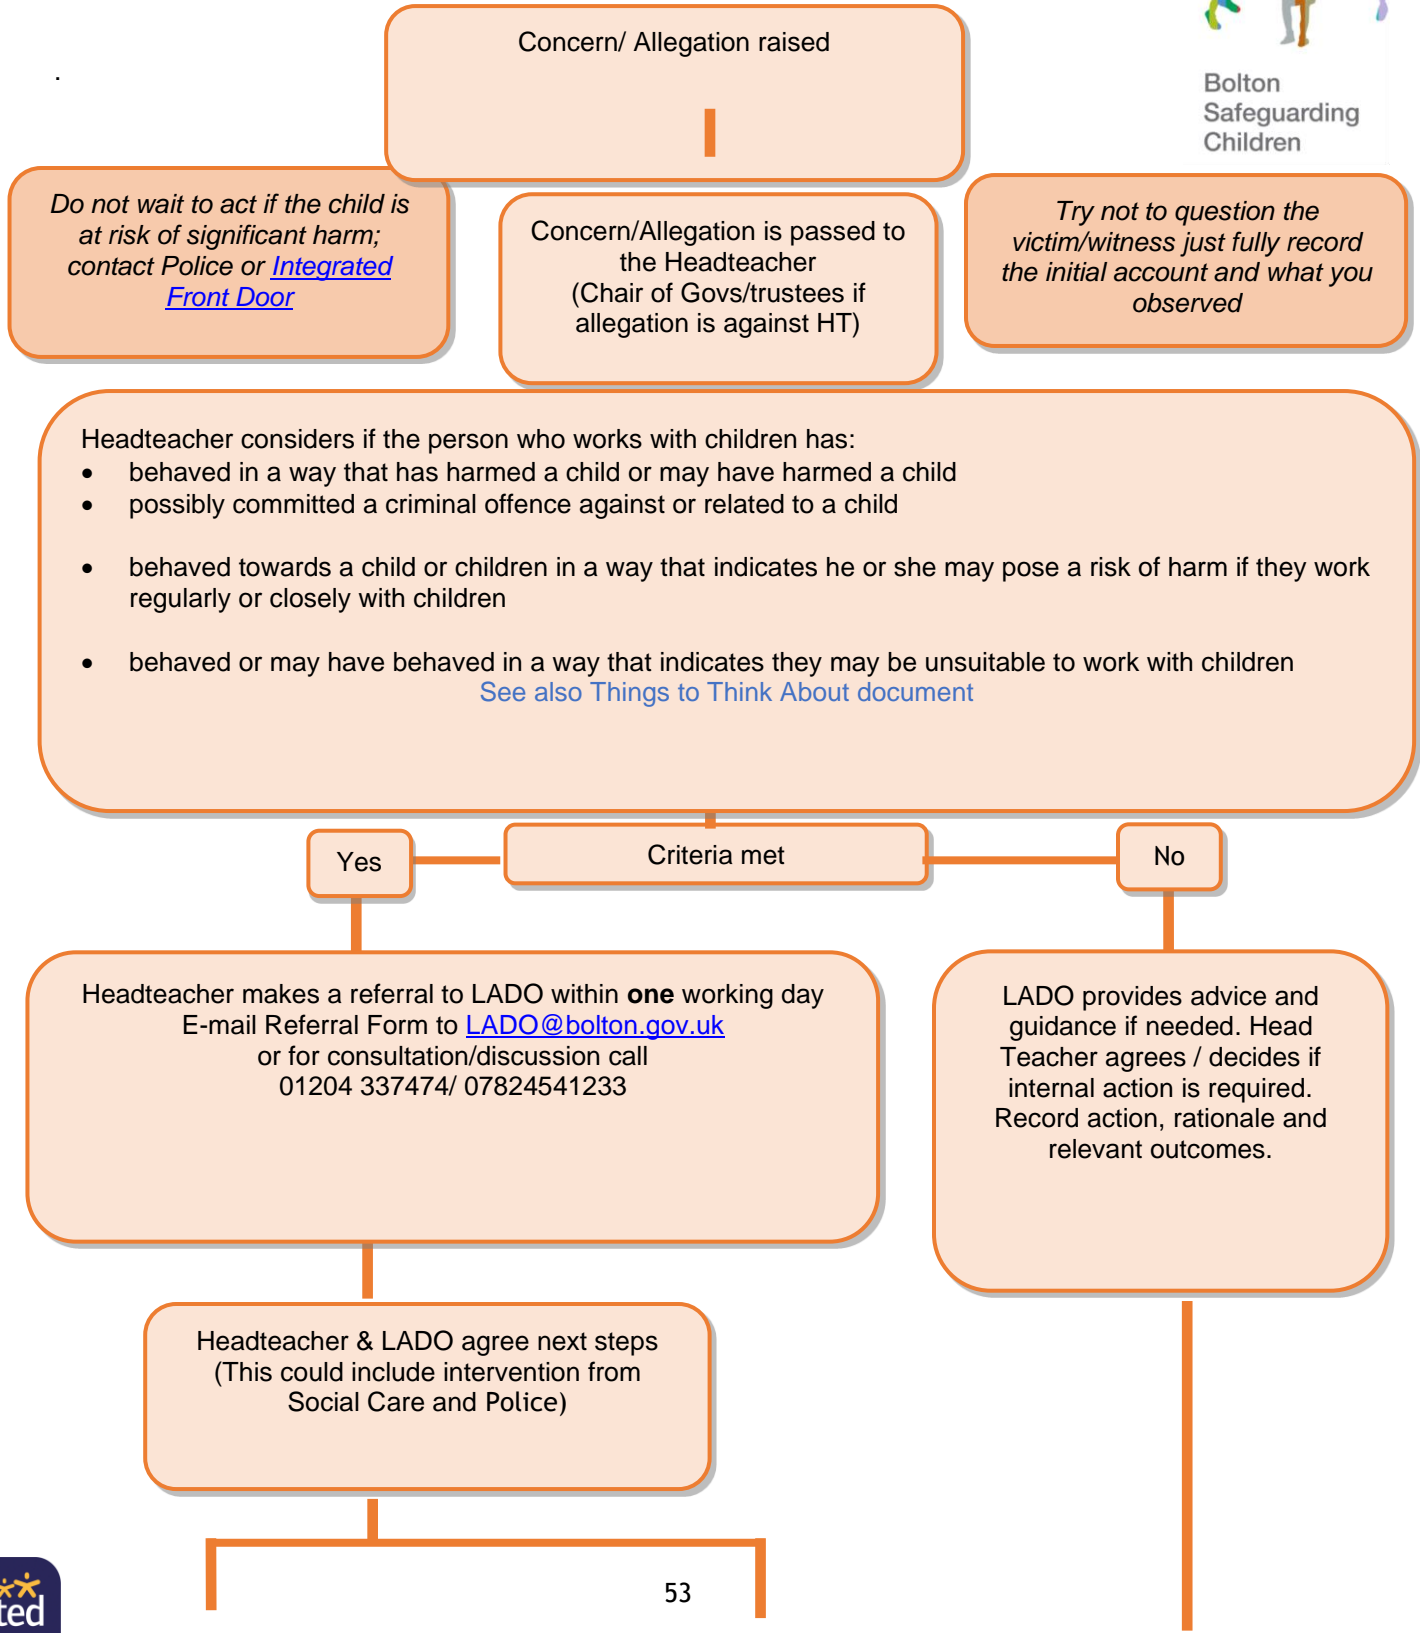 Concern/ Allegation raised
.
Bolton
Safeguarding
Children
Do not wait to act if the child is
at risk of significant harm;
contact Police or Integrated
Front Door
Concern/Allegation is passed to
the Headteacher
(Chair of Govs/trustees if
allegation is against HT)
Try not to question the
victim/witness just fully record
the initial account and what you
observed
Headteacher considers if the person who works with children has:
• behaved in a way that has harmed a child or may have harmed a child
• possibly committed a criminal offence against or related to a child
• behaved towards a child or children in a way that indicates he or she may pose a risk of harm if they work
regularly or closely with children
• behaved or may have behaved in a way that indicates they may be unsuitable to work with children
See also Things to Think About document
Yes
Criteria met
No
Headteacher makes a referral to LADO within one working day
E-mail Referral Form to LADO@bolton.gov.uk
or for consultation/discussion call
01204 337474/ 07824541233
LADO provides advice and
guidance if needed. Head
Teacher agrees / decides if
internal action is required.
Record action, rationale and
relevant outcomes.
Headteacher & LADO agree next steps
(This could include intervention from
Social Care and Police)
53